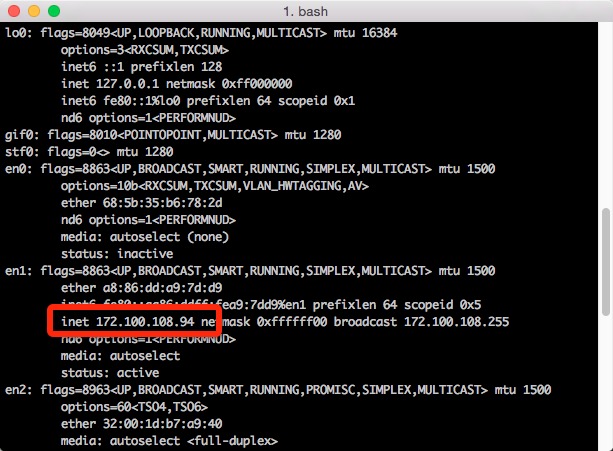 1. bash
lo0: flags=8049<UP,LOOPBACK,RUNNING,MULTICAST> mtu 16384
options=3<RXCSUM,TXCSUM>
inet6 ::1 prefixlen 128
inet 127.0.0.1 netmask 0xff000000
inet6 fe80::1%lo0 prefixlen 64 scopeid 0x1
nd6 options=1<PERFORMNUD>
gif0: flags=8010<POINTOPOINT,MULTICAST> mtu 1280
stf0: flags=0<> mtu 1280
en0: flags=8863<UP,BROADCAST,SMART,RUNNING,SIMPLEX,MULTICAST> mtu 1500
options=10b<RXCSUM,TXCSUM,VLAN_HWTAGGING,AV>
ether 68:5b:35:b6:78:2d
nd6 options=1<PERFORMNUD>
media: autoselect (none)
status: inactive
en1: flags=8863<UP,BROADCAST,SMART,RUNNING,SIMPLEX,MULTICAST> mtu 1500
ether a8:86:dd:a9:7d:d9
inet6 fe80::aa86:ddff:fea9:7dd9%en1 prefixlen 64 scopeid 0x5
inet 172.100.108.94 netmask 0xffffff00 broadcast 172.100.108.255
nd6 options=1<PERFORMNUD>
media: autoselect
status: active
en2: flags=8963<UP,BROADCAST,SMART,RUNNING,PROMISC,SIMPLEX,MULTICAST> mtu 1500
options=60<TSO4,TSO6>
ether 32:00:1d:b7:a9:40
media: autoselect <full-duplex>